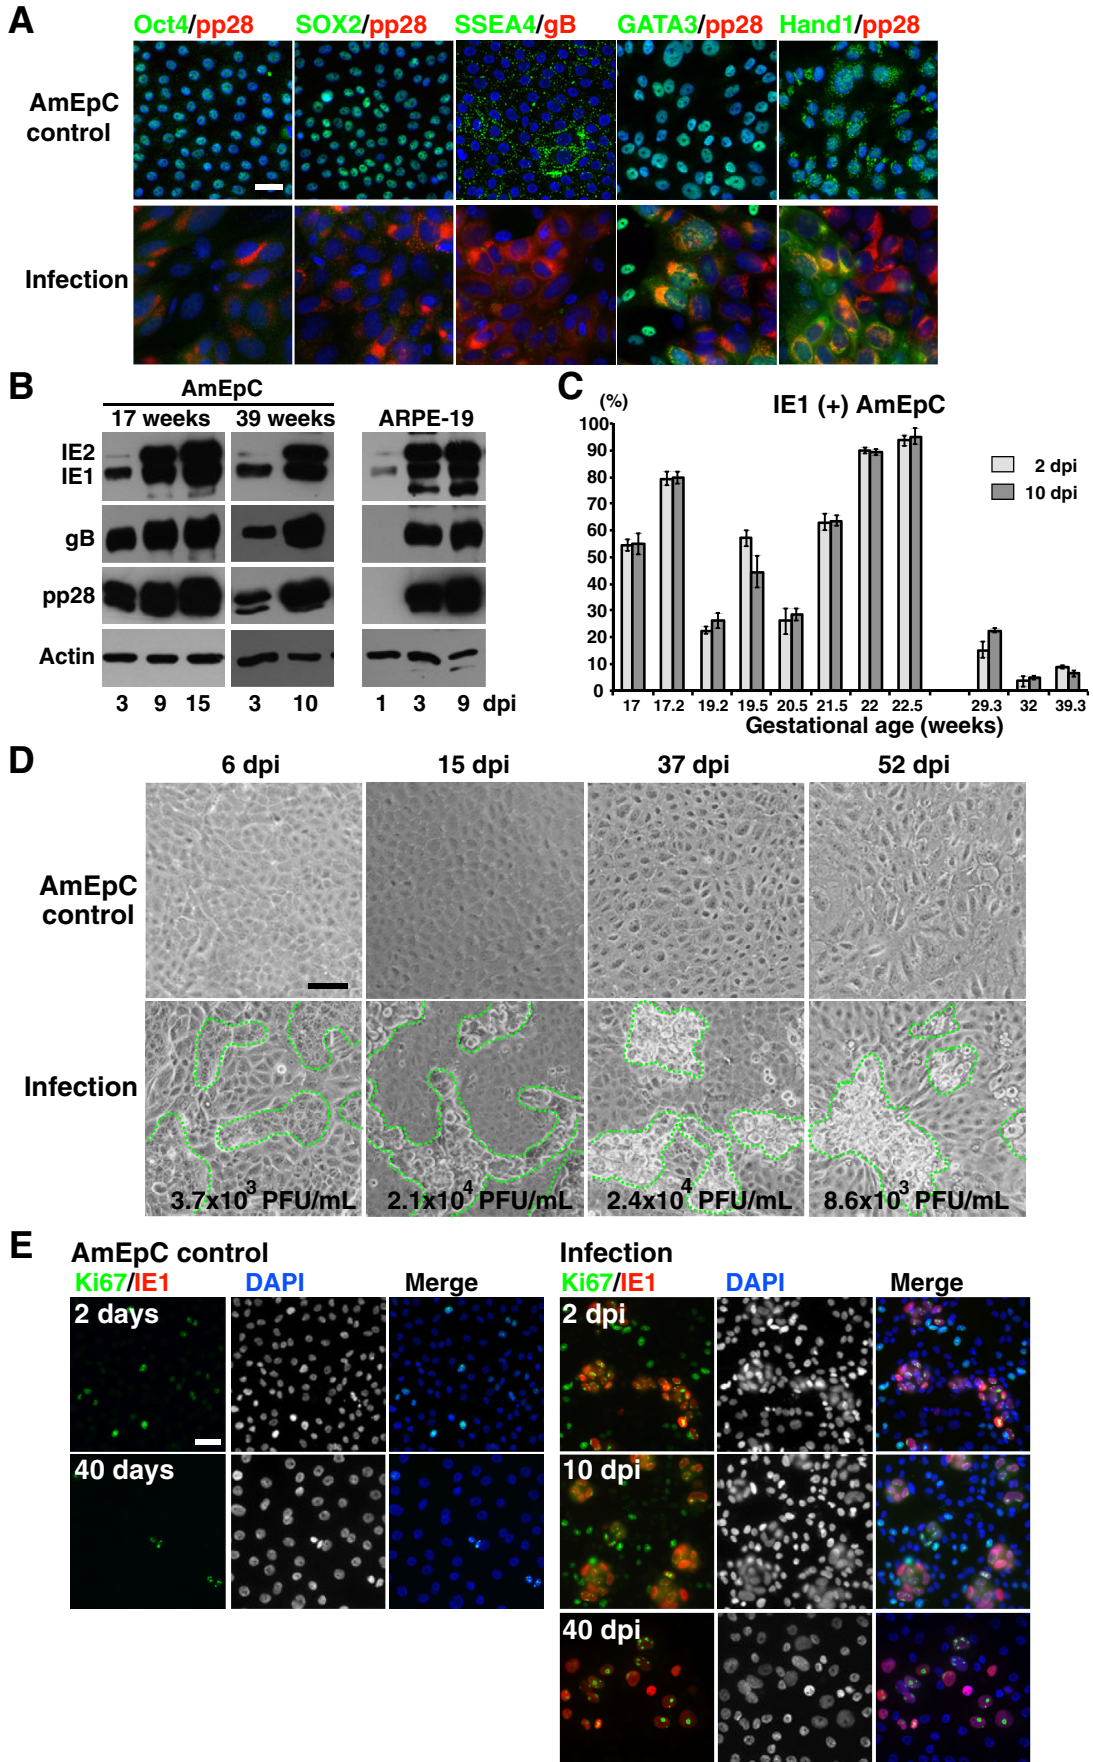 A
Oct4/pp28 SOX2/pp28 SSEA4/gB GATA3/pp28 Hand1/pp28
AmEpC
control
Infection
B
AmEpC
17 weeks 39 weeks ARPE-19
IE2
IE1
gB
pp28
Actin
3 9 15 3 10 1 3 9 dpi
C
(%)
IE1 (+) AmEpC
100
90
80
70
60
50
40
30
20
10
0
2 dpi
10 dpi
17 17.2 19.2 19.5 20.5 21.5 22 22.5 29.3 32 39.3
Gestational age (weeks)
D
6 dpi 15 dpi 37 dpi 52 dpi
AmEpC
control
Infection
3.7x10³ PFU/mL 2.1x10⁴ PFU/mL 2.4x10⁴ PFU/mL 8.6x10³ PFU/mL
E
AmEpC control
Ki67/IE1 DAPI Merge
2 days
40 days
Infection
Ki67/IE1 DAPI Merge
2 dpi
10 dpi
40 dpi